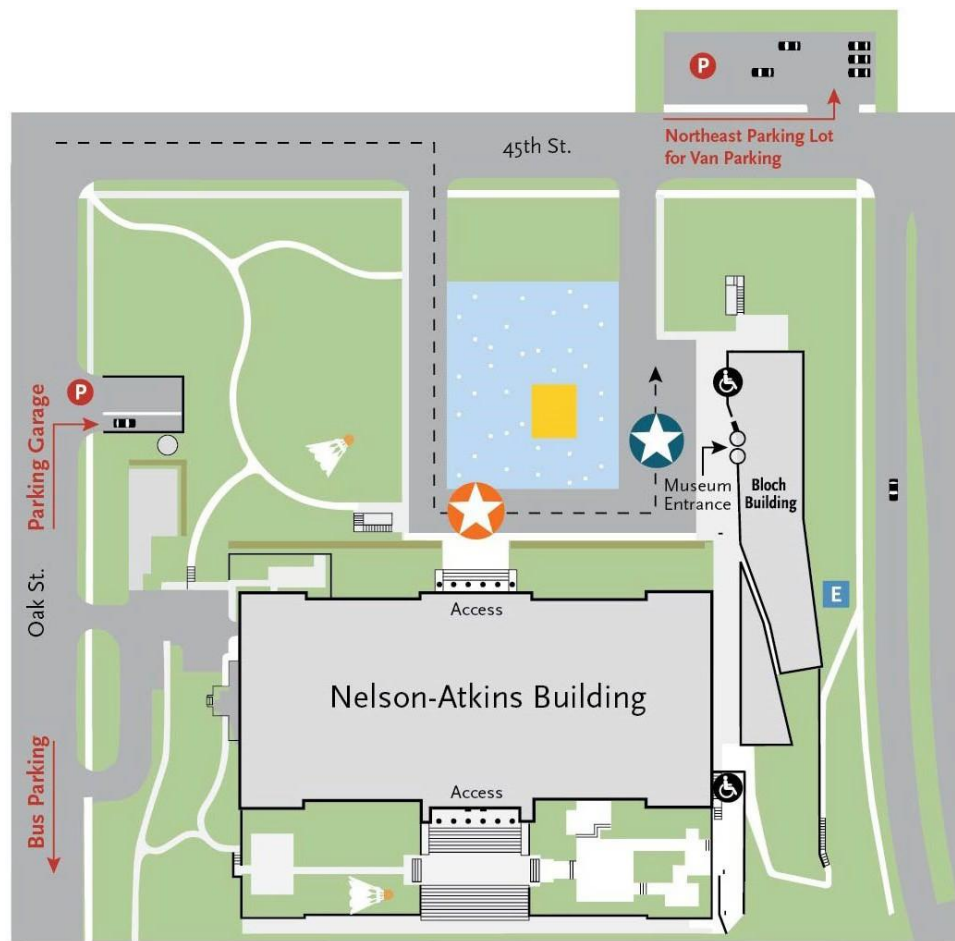 P
45th St.
Northeast Parking Lot
for Van Parking
P
Parking Garage
Museum
Entrance
Bloch
Building
E
Oak St.
Access
Nelson-Atkins Building
Access
Bus Parking